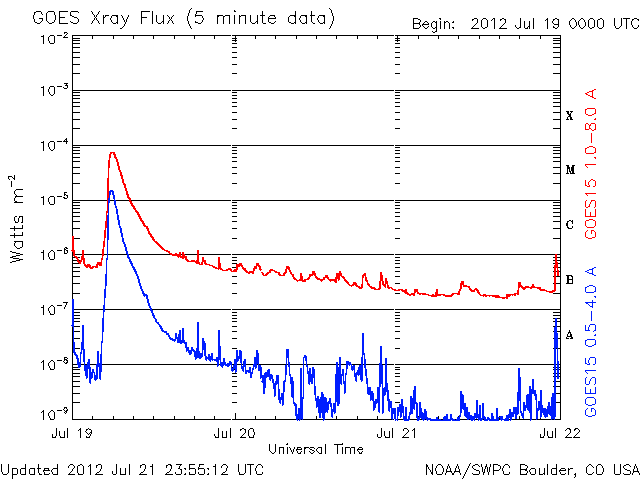 GOES Xray Flux (5 minute data)
Begin: 2012 Jul 19 0000 UTC
10-2
10-3
10-4
10-5
10-6
10-7
10-8
10-9
Watts m-2
X
M
C
B
A
GOES15 1.0-8.0 A
GOES15 0.5-4.0 A
Jul 19
Jul 20
Jul 21
Jul 22
Universal Time
Updated 2012 Jul 21 23:55:12 UTC
NOAA/SWPC Boulder, CO USA